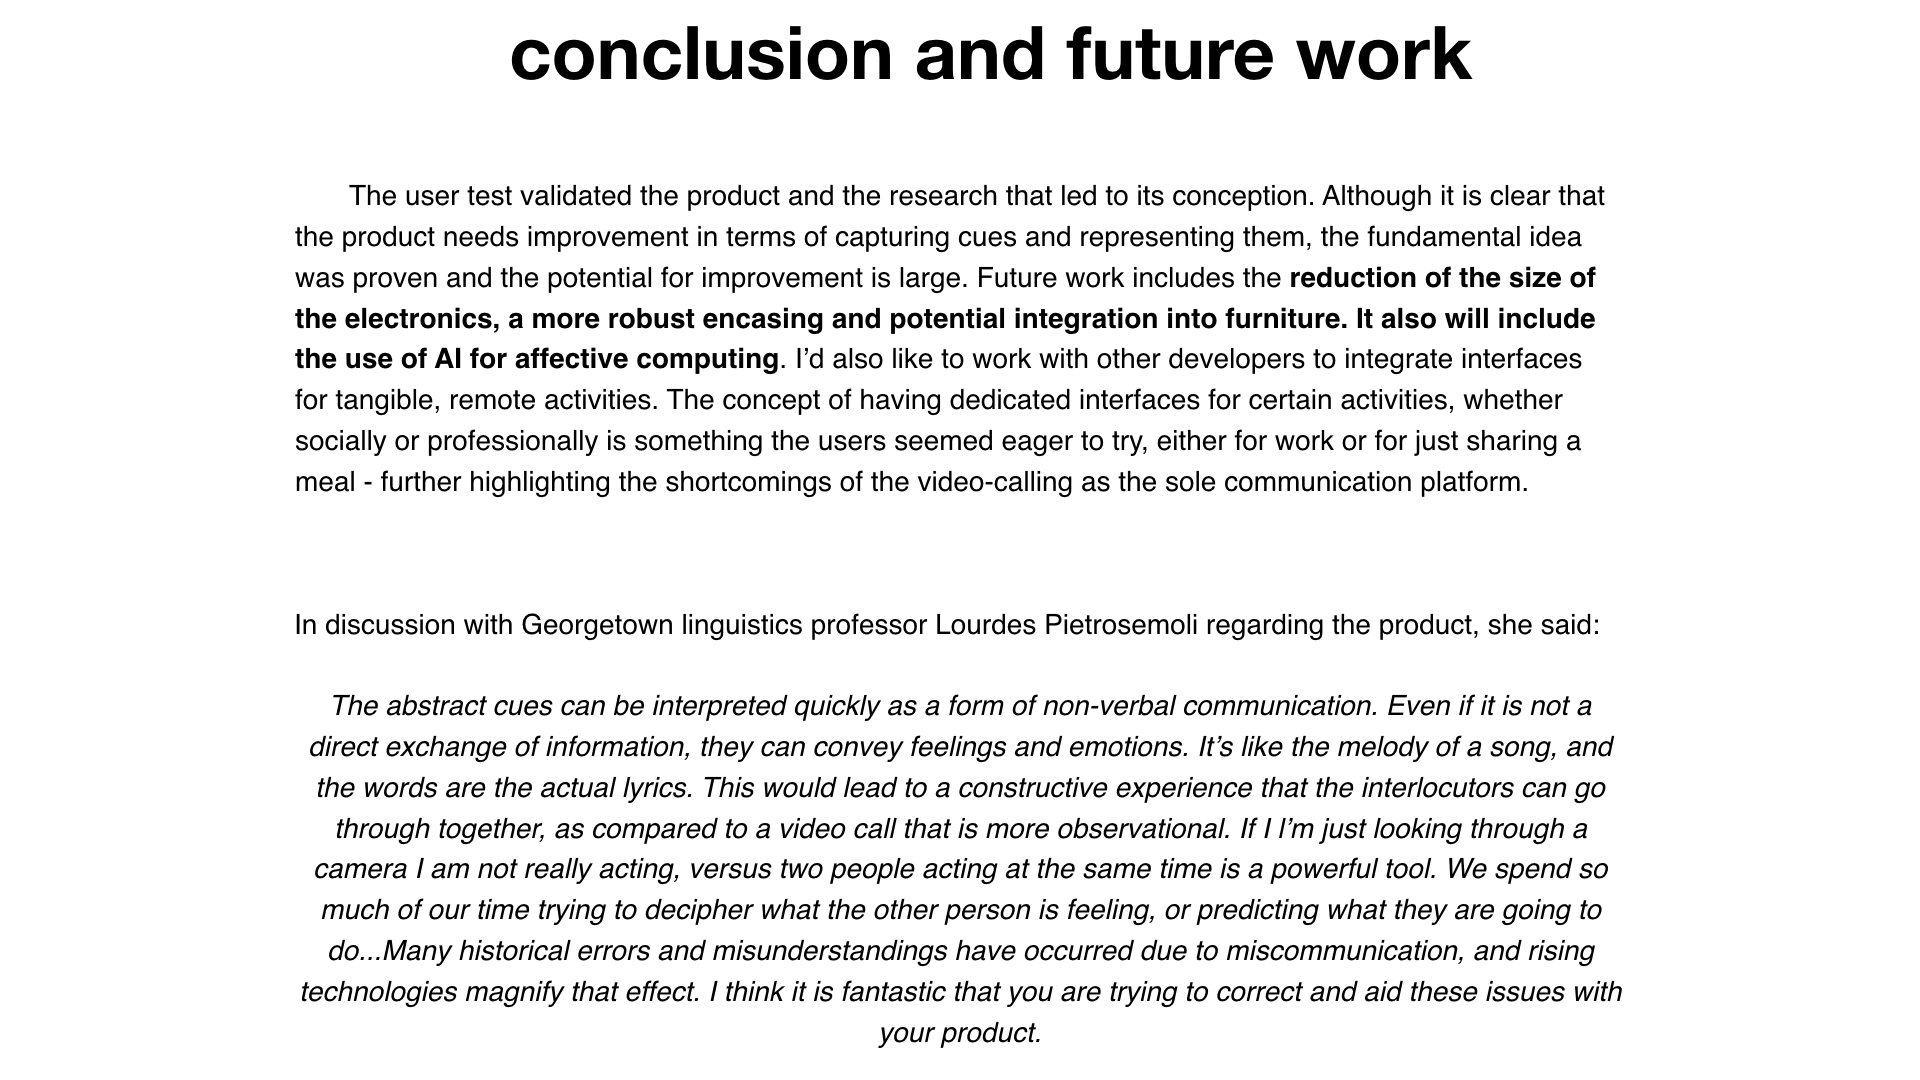 conclusion and future work
The user test validated the product and the research that led to its conception. Although it is clear that
the product needs improvement in terms of capturing cues and representing them, the fundamental idea
was proven and the potential for improvement is large. Future work includes the reduction of the size of
the electronics, a more robust encasing and potential integration into furniture. It also will include
the use of AI for affective computing. I’d also like to work with other developers to integrate interfaces
for tangible, remote activities. The concept of having dedicated interfaces for certain activities, whether
socially or professionally is something the users seemed eager to try, either for work or for just sharing a
meal - further highlighting the shortcomings of the video-calling as the sole communication platform.
In discussion with Georgetown linguistics professor Lourdes Pietrosemoli regarding the product, she said:
The abstract cues can be interpreted quickly as a form of non-verbal communication. Even if it is not a
direct exchange of information, they can convey feelings and emotions. It’s like the melody of a song, and
the words are the actual lyrics. This would lead to a constructive experience that the interlocutors can go
through together, as compared to a video call that is more observational. If I I’m just looking through a
camera I am not really acting, versus two people acting at the same time is a powerful tool. We spend so
much of our time trying to decipher what the other person is feeling, or predicting what they are going to
do...Many historical errors and misunderstandings have occurred due to miscommunication, and rising
technologies magnify that effect. I think it is fantastic that you are trying to correct and aid these issues with
your product.